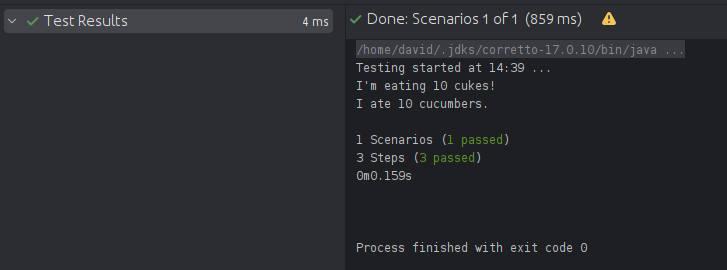 Test Results 4 ms
Done: Scenarios 1 of 1 (859 ms)
/home/david/.jdks/corretto-17.0.10/bin/java ...
Testing started at 14:39 ...
I'm eating 10 cukes!
I ate 10 cucumbers.
1 Scenarios (1 passed)
3 Steps (3 passed)
0m0.159s
Process finished with exit code 0